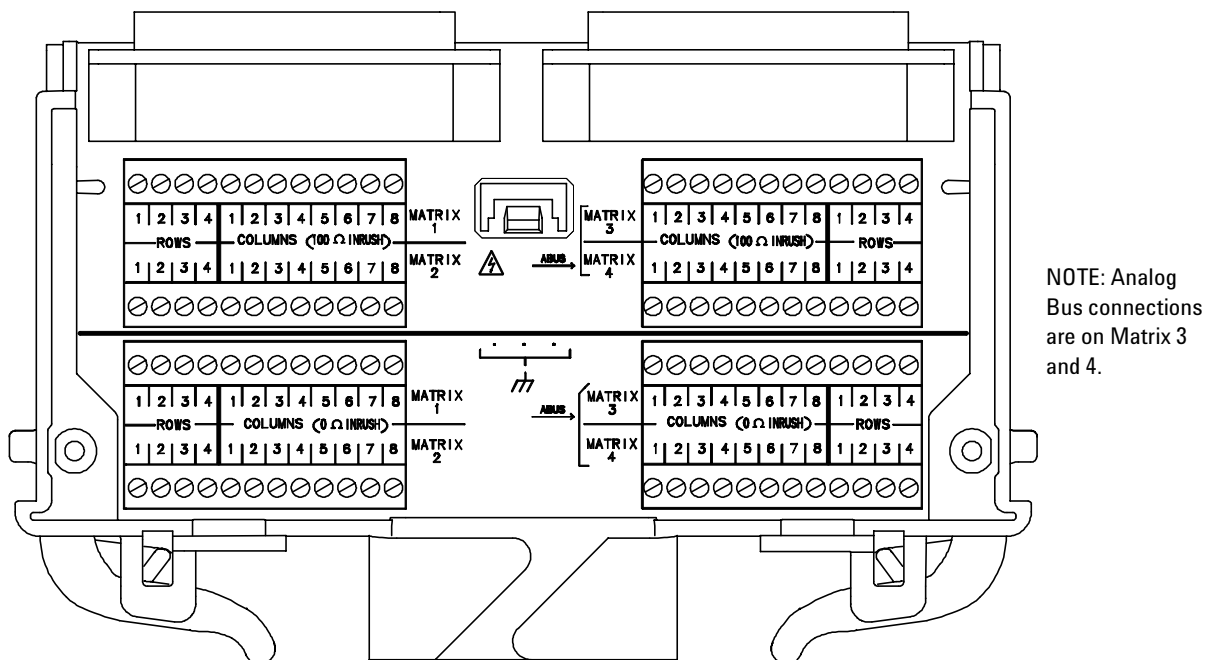 1 2 3 4 1 2 3 4 5 6 7 8 MATRIX 1
ROWS COLUMNS (100 Ω INRUSH)
1 2 3 4 1 2 3 4 5 6 7 8 MATRIX 2
ABUS
MATRIX 3 1 2 3 4 5 6 7 8 1 2 3 4
COLUMNS (100 Ω INRUSH) ROWS
MATRIX 4 1 2 3 4 5 6 7 8 1 2 3 4
1 2 3 4 1 2 3 4 5 6 7 8 MATRIX 1
ROWS COLUMNS (0 Ω INRUSH)
1 2 3 4 1 2 3 4 5 6 7 8 MATRIX 2
ABUS
MATRIX 3 1 2 3 4 5 6 7 8 1 2 3 4
COLUMNS (0 Ω INRUSH) ROWS
MATRIX 4 1 2 3 4 5 6 7 8 1 2 3 4
NOTE: Analog
Bus connections
are on Matrix 3
and 4.